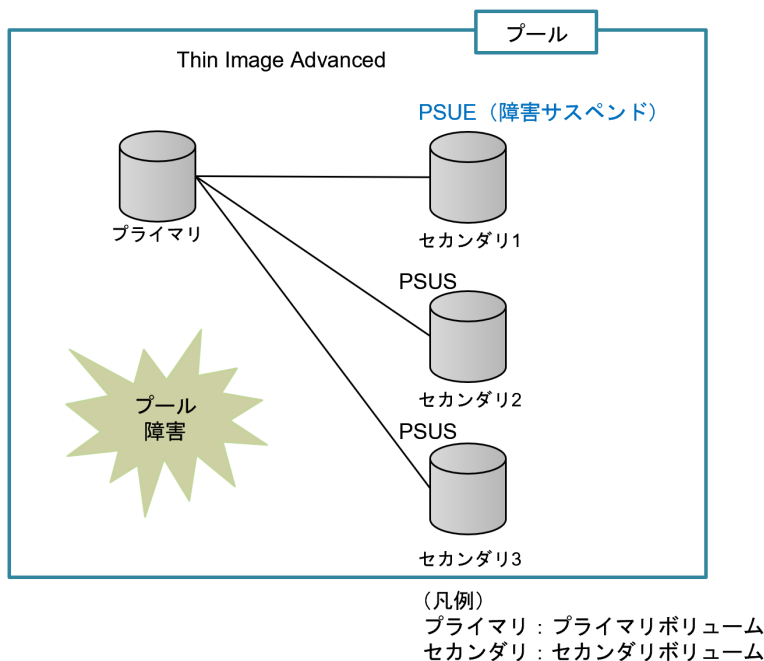 プール
Thin Image Advanced
PSUE（障害サスペンド）
プライマリ
セカンダリ1
PSUS
セカンダリ2
プール
障害
PSUS
セカンダリ3
（凡例）
プライマリ：プライマリボリューム
セカンダリ：セカンダリボリューム